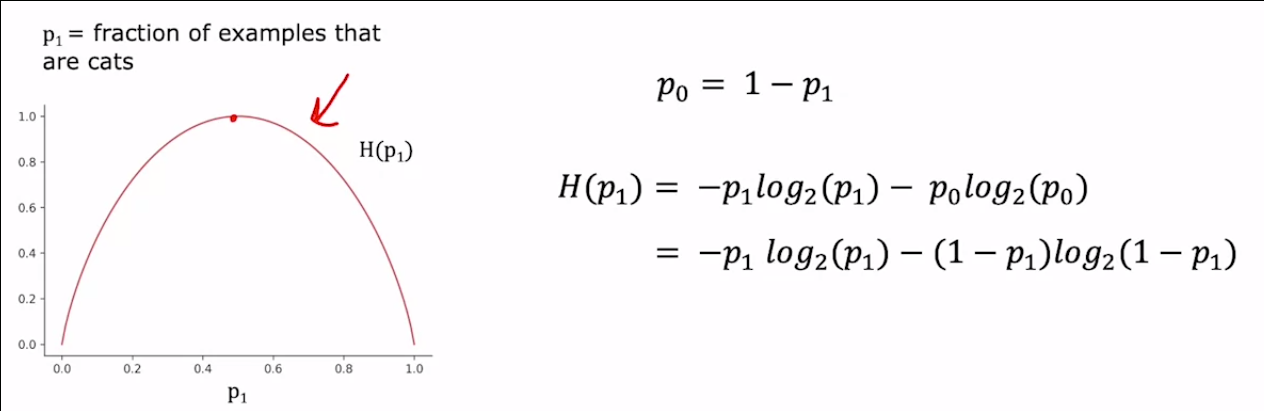 p₁ = fraction of examples that
are cats
1.0
0.8
0.6
0.4
0.2
0.0
0.0 0.2 0.4 0.6 0.8 1.0
p₁
H(p₁)
p₀ = 1 − p₁
H(p₁) = −p₁log₂(p₁) − p₀log₂(p₀)
= −p₁ log₂(p₁) − (1 − p₁)log₂(1 − p₁)